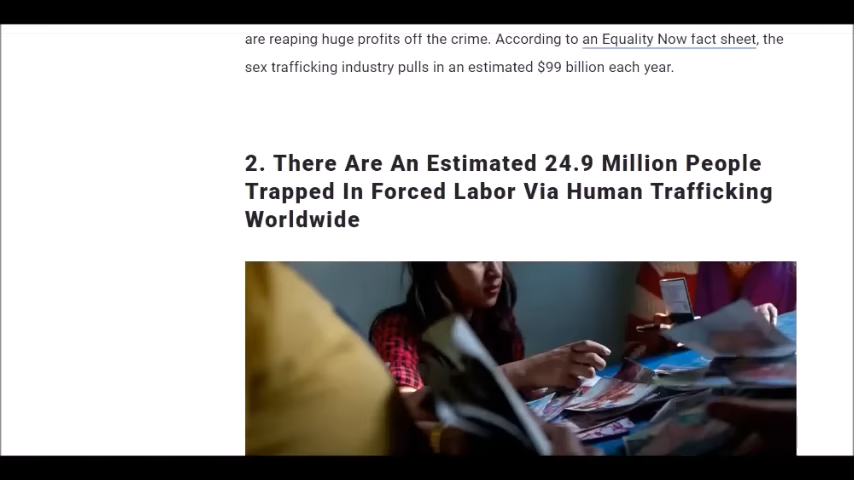 are reaping huge profits off the crime. According to an Equality Now fact sheet, the
sex trafficking industry pulls in an estimated $99 billion each year.
2. There Are An Estimated 24.9 Million People
Trapped In Forced Labor Via Human Trafficking
Worldwide